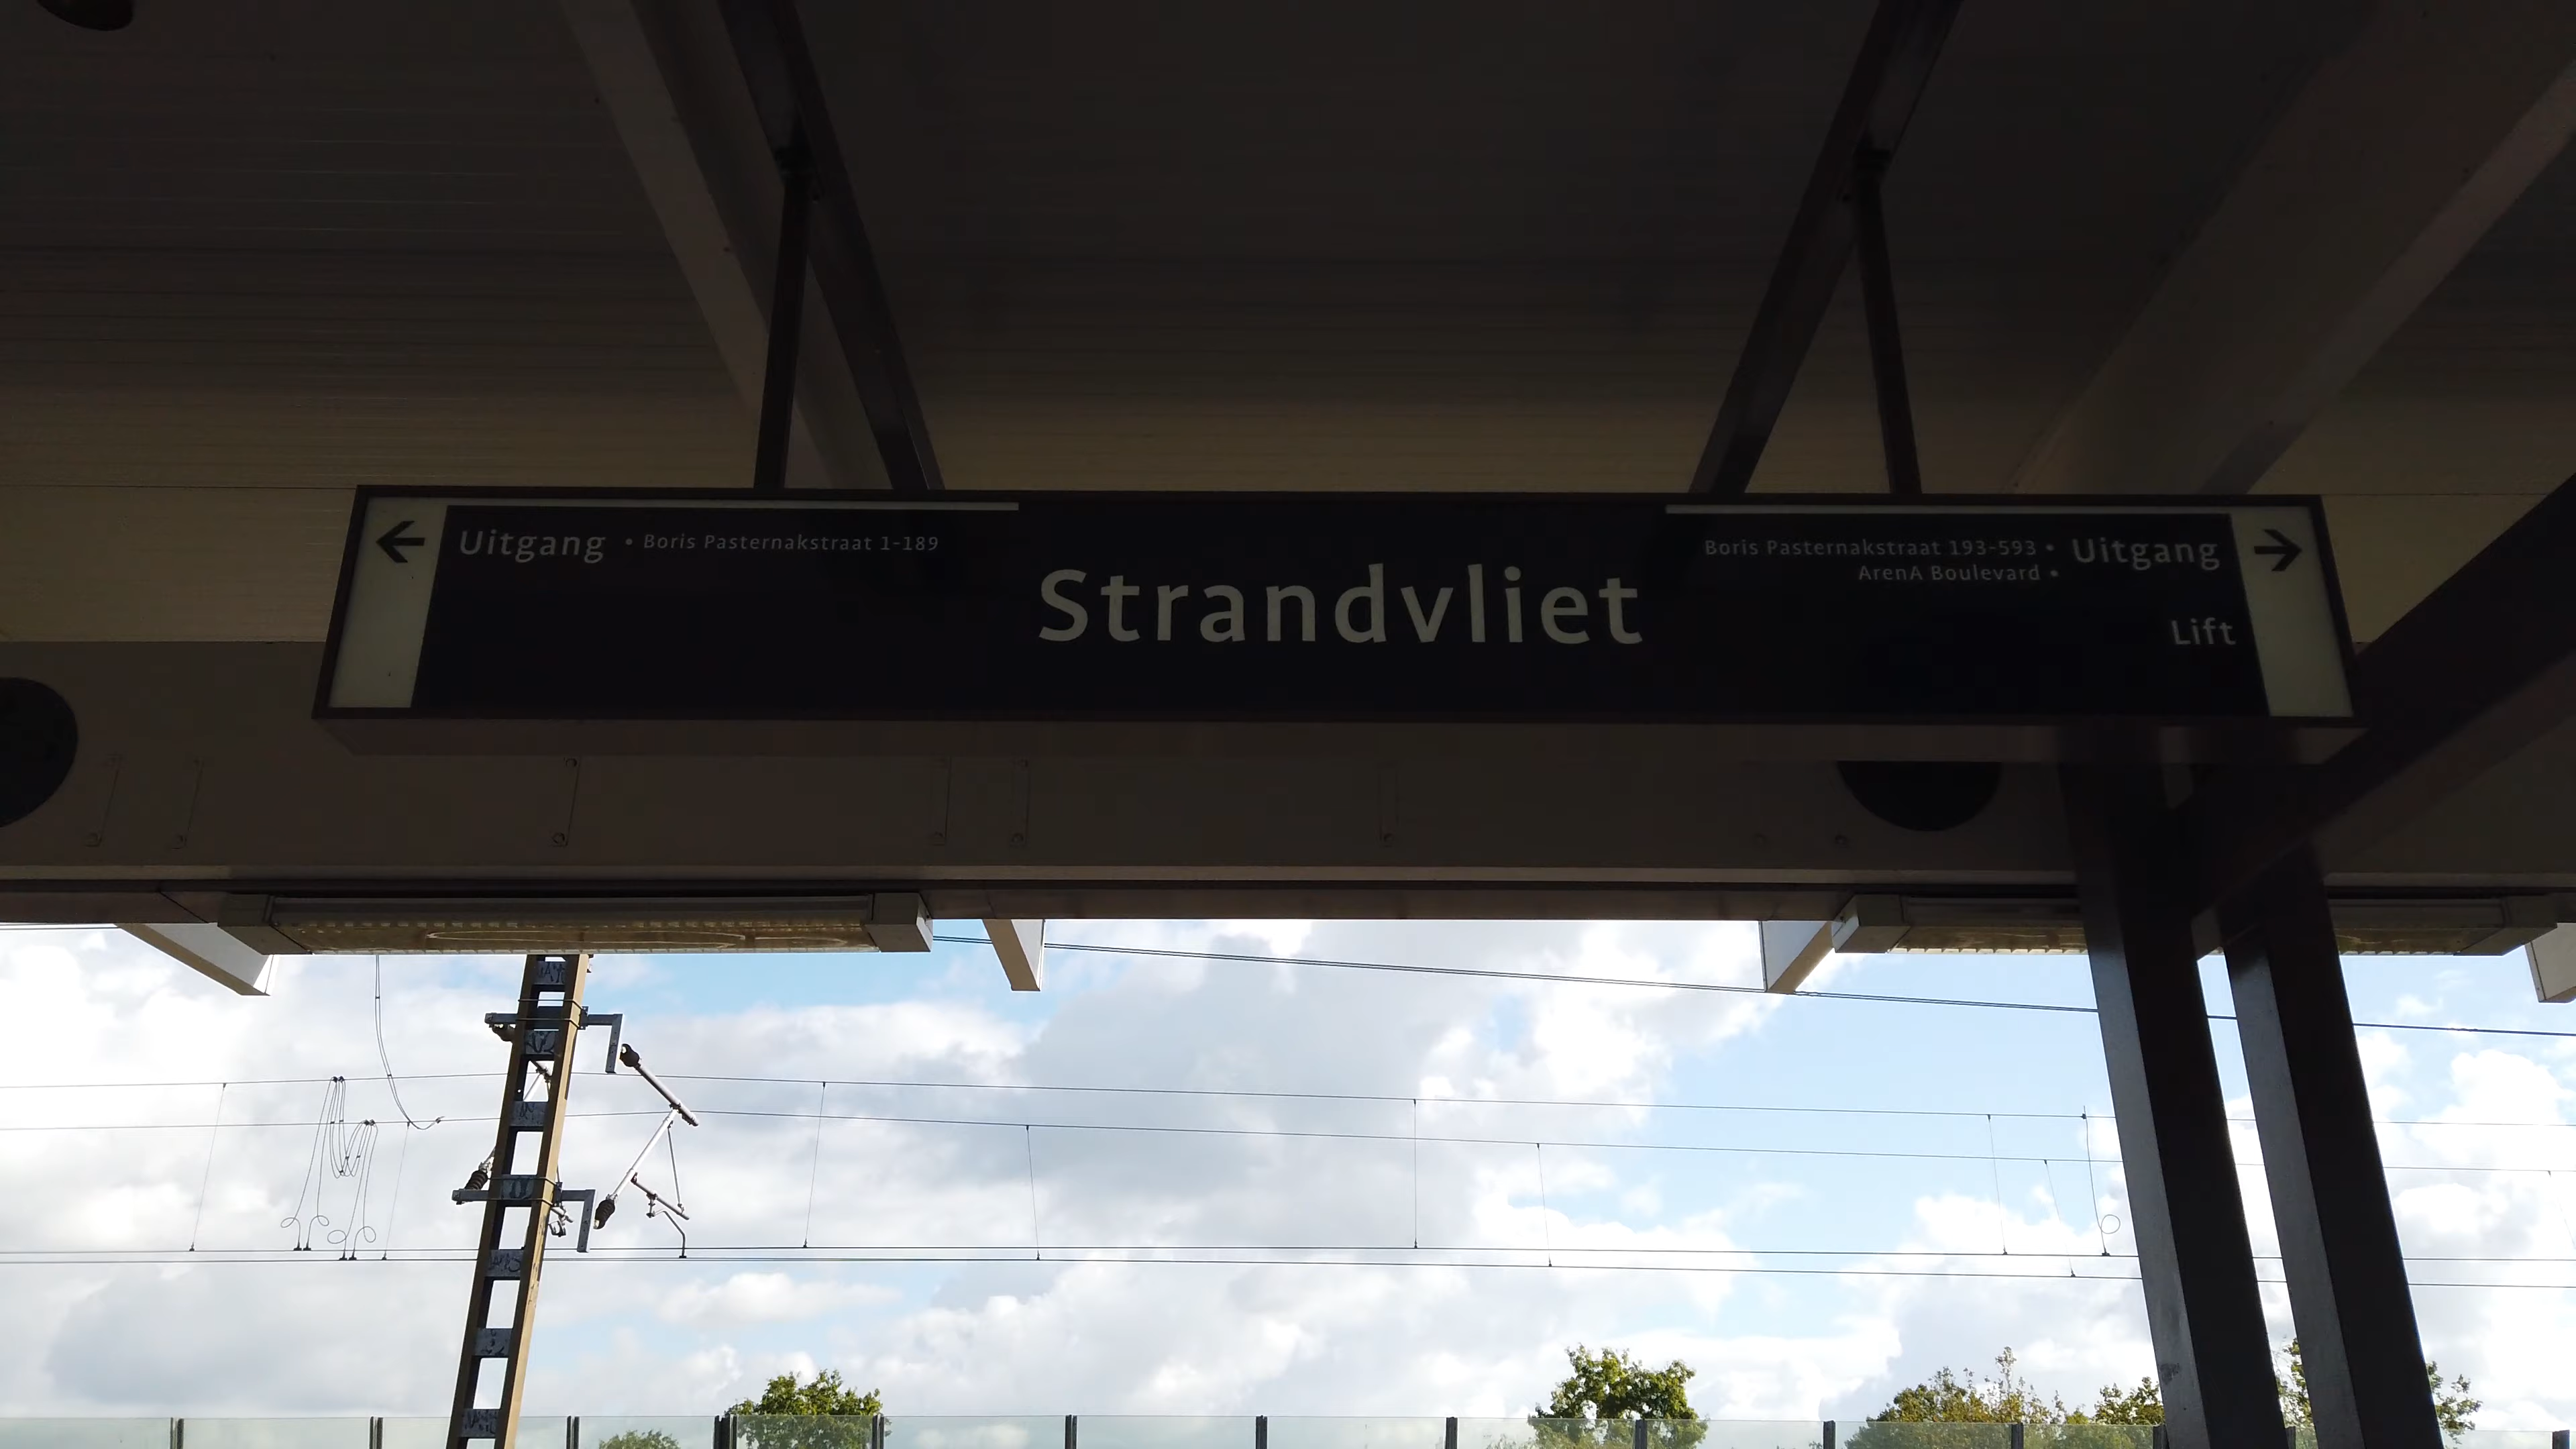 ← Uitgang • Boris Pasternakstraat 1-189
Strandvliet
Boris Pasternakstraat 193-593 • Uitgang →
ArenA Boulevard •
Lift